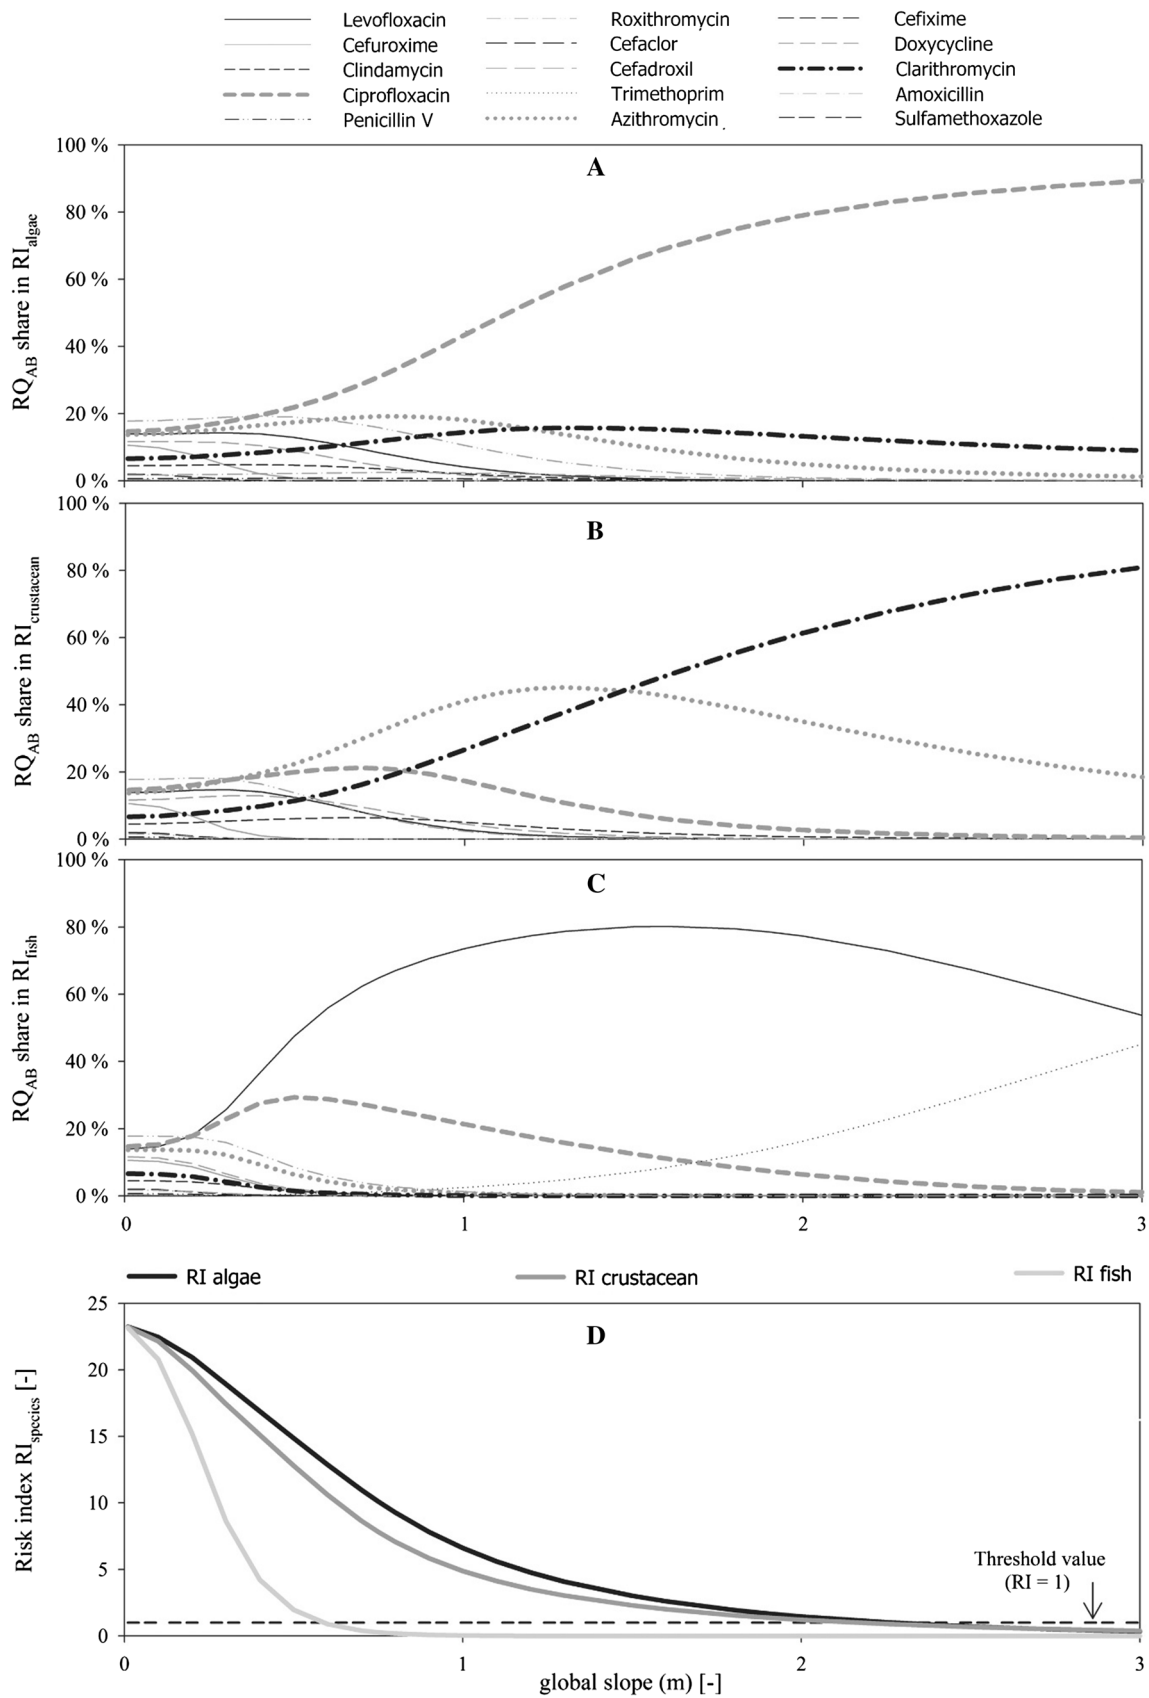 Levofloxacin Roxithromycin Cefixime
Cefuroxime Cefaclor Doxycycline
Clindamycin Cefadroxil Clarithromycin
Ciprofloxacin Trimethoprim Amoxicillin
Penicillin V Azithromycin Sulfamethoxazole
A
RQAB share in RIalgae
100 %
80 %
60 %
40 %
20 %
0 %
B
RQAB share in RIcrustacean
100 %
80 %
60 %
40 %
20 %
0 %
C
RQAB share in RIfish
100 %
80 %
60 %
40 %
20 %
0 %
0 1 2 3
RI algae RI crustacean RI fish
D
Risk index RIspecies [-]
25
20
15
10
5
0
Threshold value
(RI = 1)
0 1 2 3
global slope (m) [-]